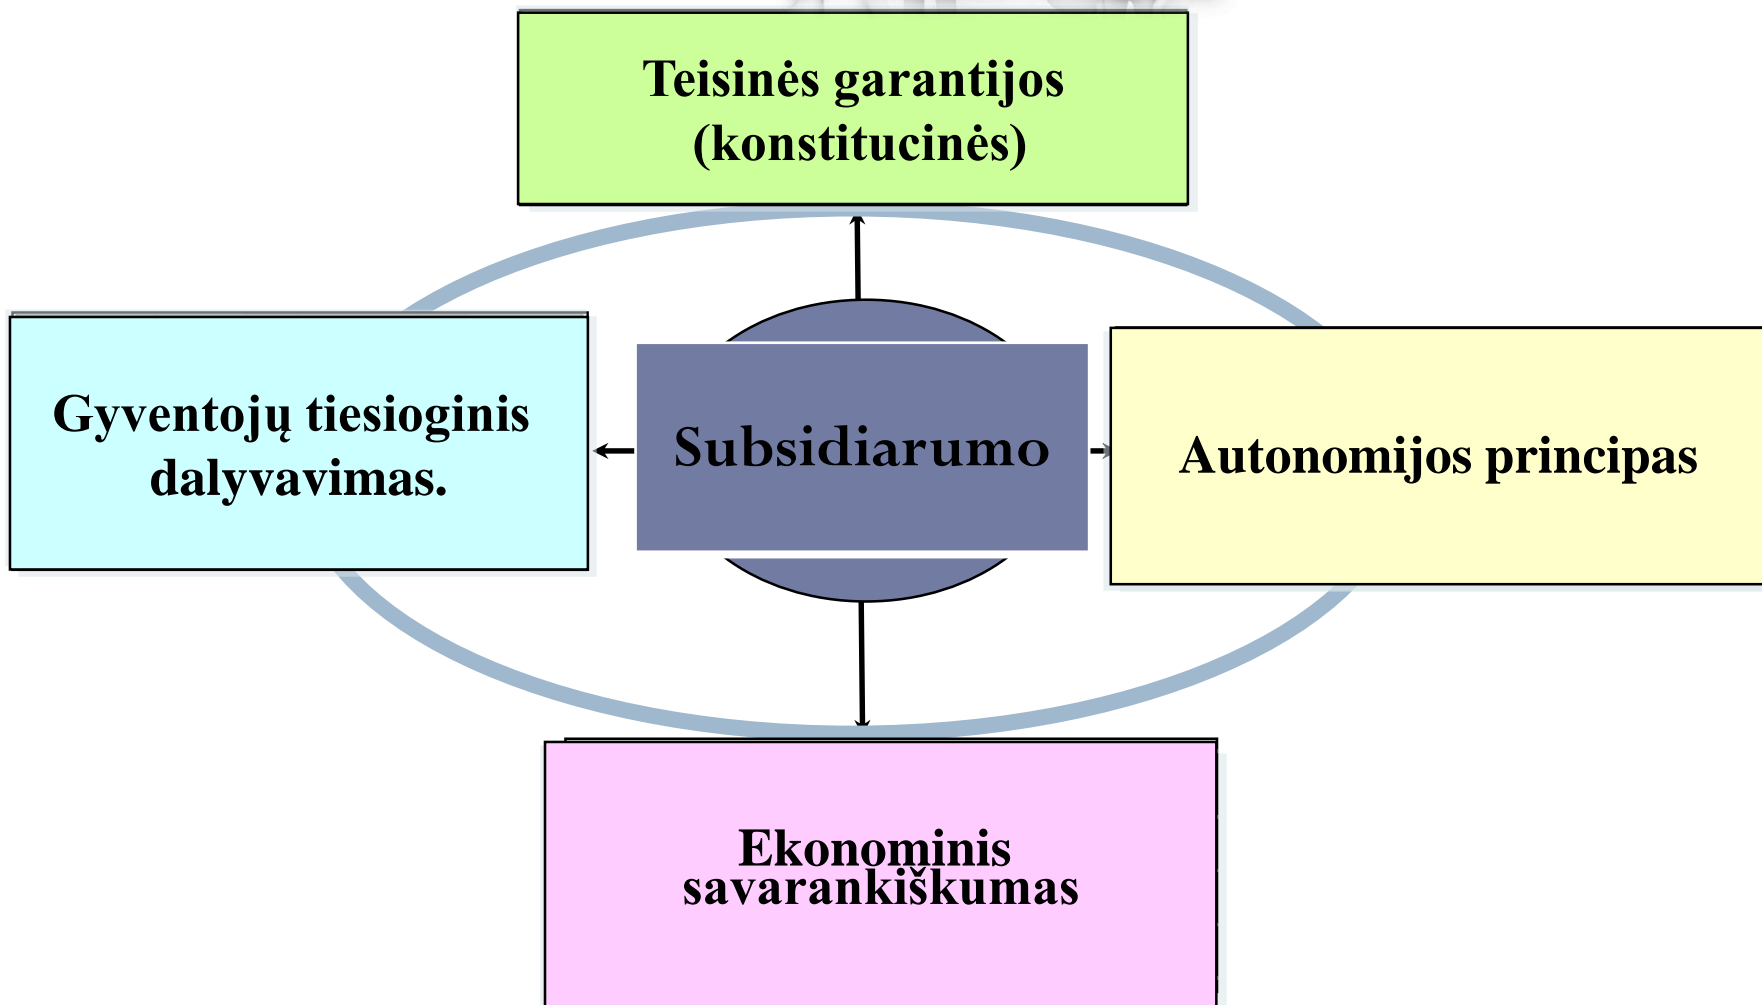 Teisinės garantijos
(konstitucinės)
Gyventojų tiesioginis
dalyvavimas.
Subsidiarumo
Autonomijos principas
Ekonominis
savarankiškumas